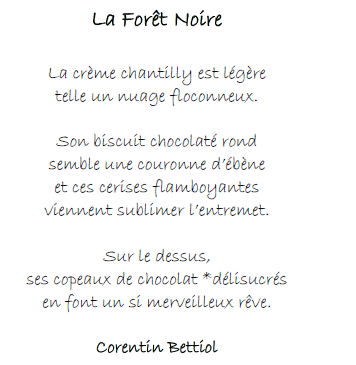 La Forêt Noire
La crème chantilly est légère
telle un nuage floconneux.
Son biscuit chocolaté rond
semble une couronne d'ébène
et ces cerises flamboyantes
viennent sublimer l'entremet.
Sur le dessus,
ses copeaux de chocolat *délisucrés
en font un si merveilleux rêve.
Corentin Bettiol